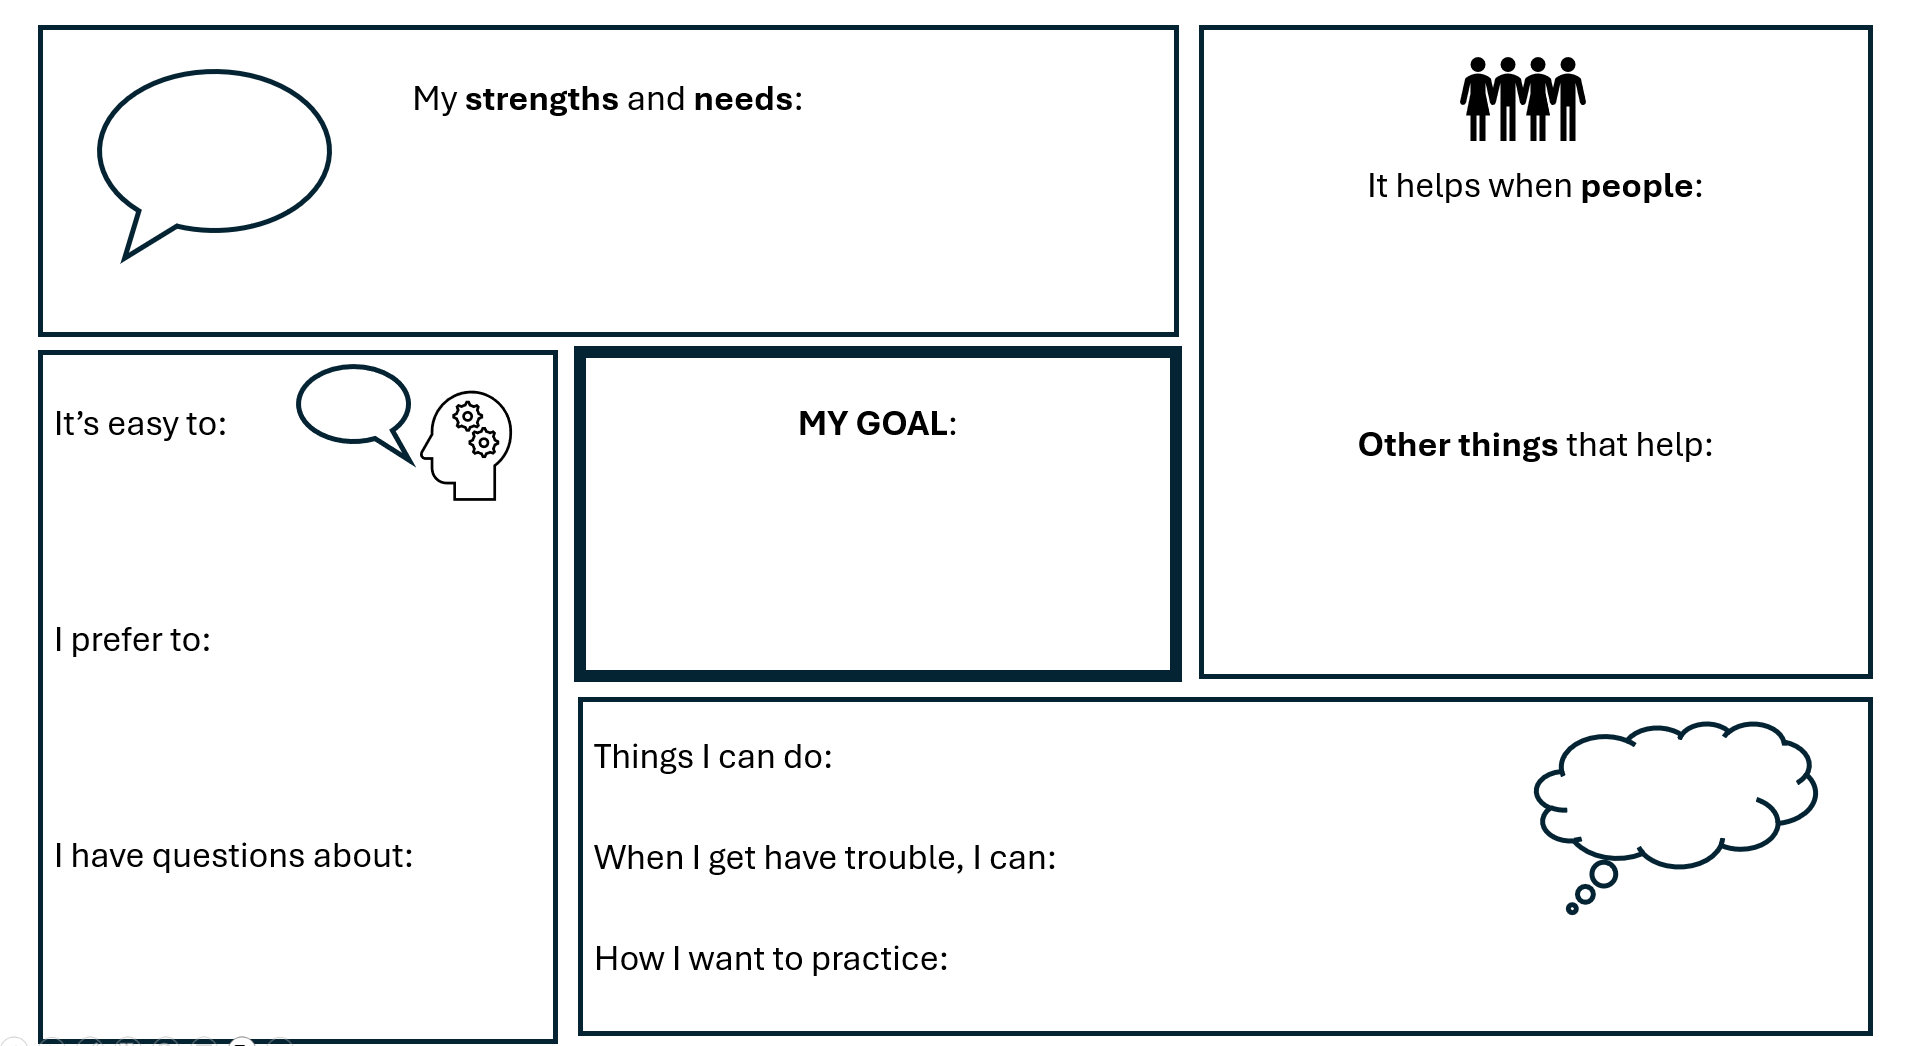 My strengths and needs:
It helps when people:
Other things that help:
It's easy to:
I prefer to:
I have questions about:
MY GOAL:
Things I can do:
When I get have trouble, I can:
How I want to practice: